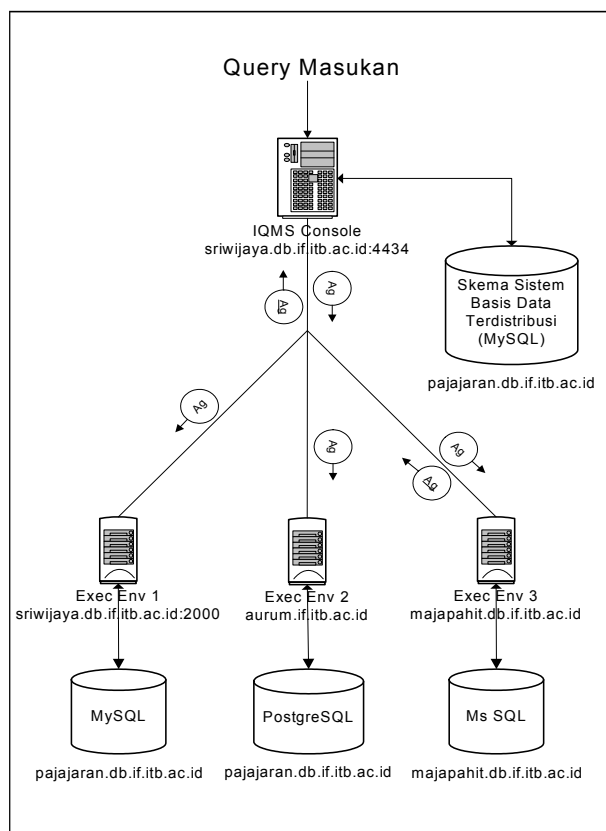 Query Masukan
IQMS Console
sriwijaya.db.if.itb.ac.id:4434
Ag
Ag
Skema Sistem
Basis Data
Terdistribusi
(MySQL)
pajajaran.db.if.itb.ac.id
Ag
Ag
Ag
Ag
Exec Env 1
sriwijaya.db.if.itb.ac.id:2000
Exec Env 2
aurum.if.itb.ac.id
Exec Env 3
majapahit.db.if.itb.ac.id
MySQL
PostgreSQL
Ms SQL
pajajaran.db.if.itb.ac.id
pajajaran.db.if.itb.ac.id
majapahit.db.if.itb.ac.id